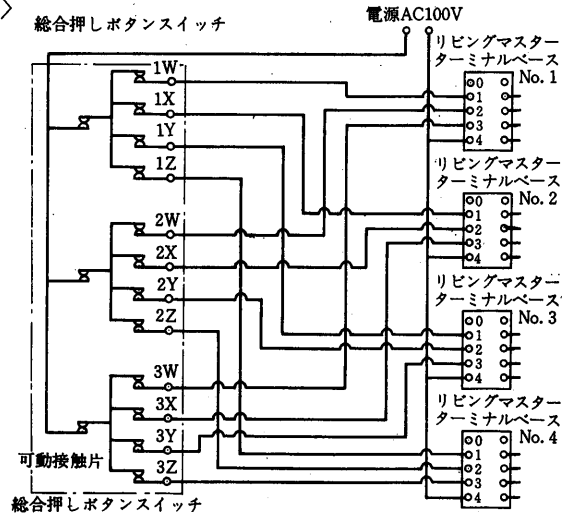 総合押しボタンスイッチ
電源AC100V
リビングマスター
ターミナルベース
No. 1
0
1
2
3
4
リビングマスター
ターミナルベース
No. 2
0
1
2
3
4
リビングマスター
ターミナルベース
No. 3
0
1
2
3
4
リビングマスター
ターミナルベース
No. 4
0
1
2
3
4
1W
1X
1Y
1Z
2W
2X
2Y
2Z
3W
3X
3Y
3Z
可動接触片
総合押しボタンスイッチ